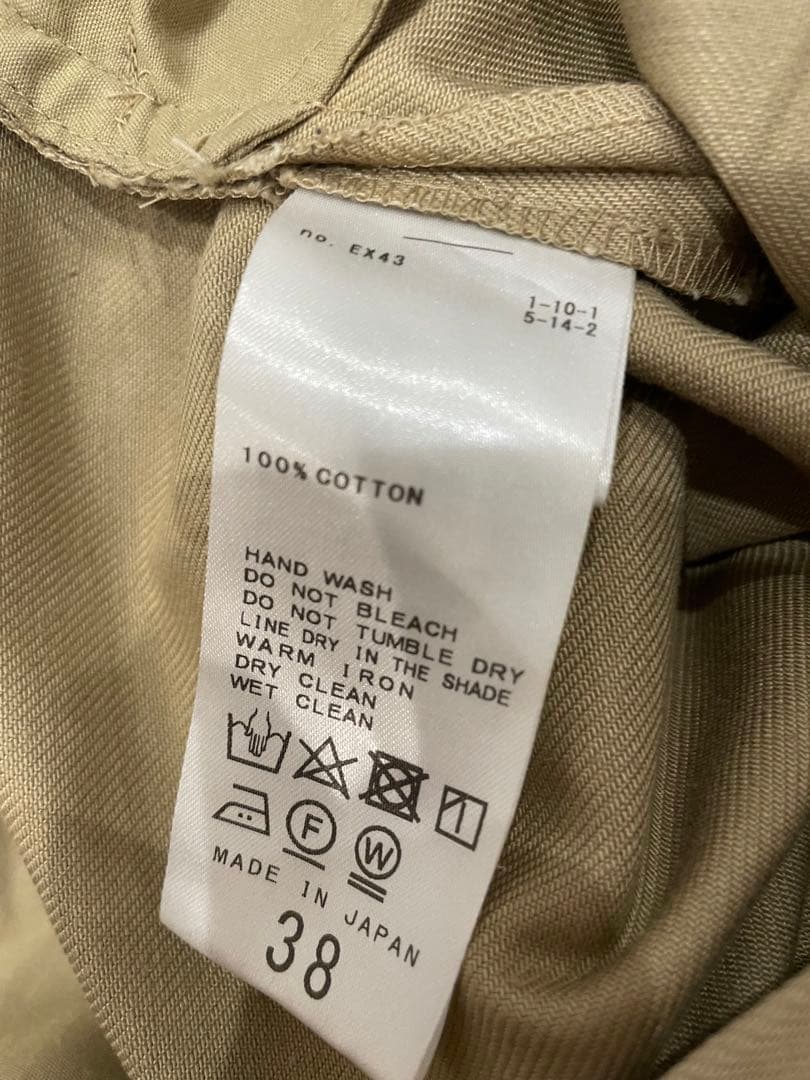 no. EX43
1-10-1
5-14-2
100% COTTON
HAND WASH
DO NOT BLEACH
DO NOT TUMBLE DRY
LINE DRY IN THE SHADE
WARM IRON
DRY CLEAN
WET CLEAN
F
W
MADE IN JAPAN
38